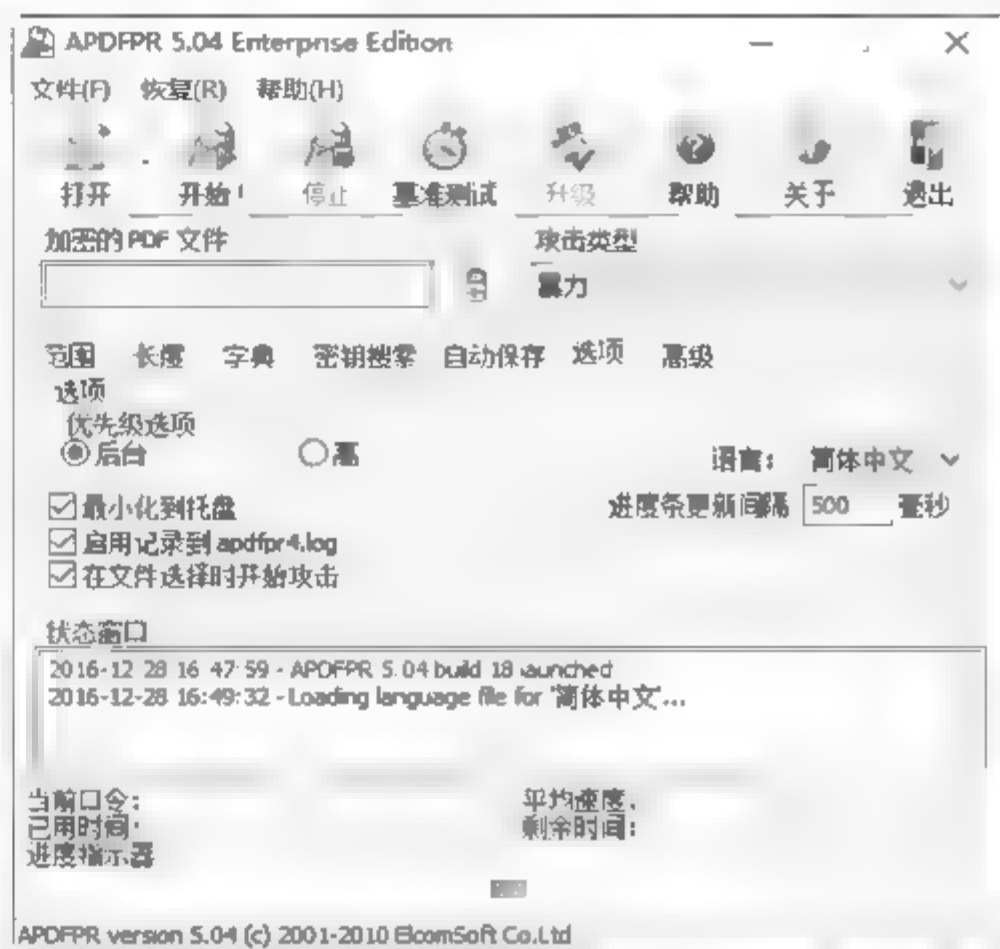 APDFPR 5.04 Enterprise Edition
文件(F) 恢复(R) 帮助(H)
打开 开始! 停止 基准测试 升级 帮助 关于 退出
加密的 PDF 文件 攻击类型
暴力
范围 长度 字典 密钥搜索 自动保存 选项 高级
选项
优先级选项
后台 高 语言: 简体中文
最小化到托盘 进度条更新间隔 500 毫秒
启用记录到 apdfpr4.log
在文件选择时开始攻击
状态窗口
2016-12-28 16:47:59 - APDFPR 5.04 build 18 launched
2016-12-28 16:49:32 - Loading language file for '简体中文'...
当前口令: 平均速度:
已用时间: 剩余时间:
进度指示器
APDFPR version 5.04 (c) 2001-2010 ElcomSoft Co.Ltd